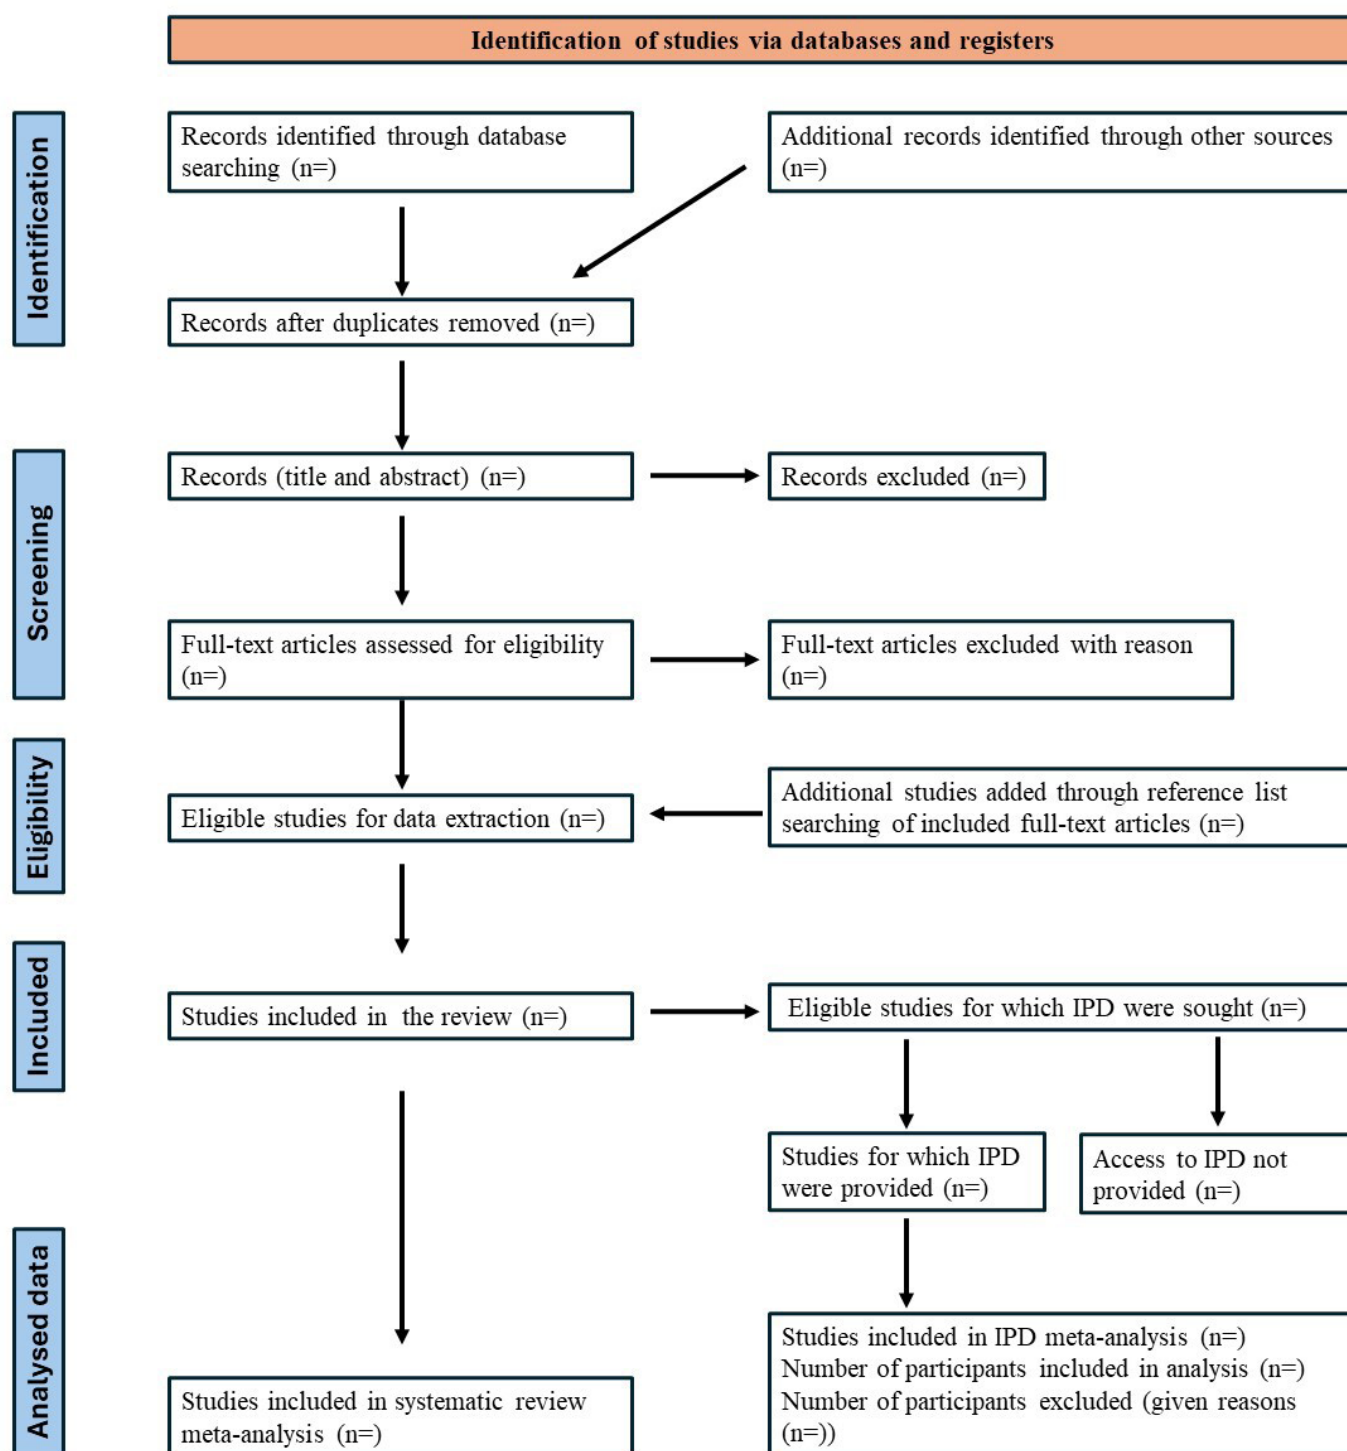 Identification of studies via databases and registers
Identification
Records identified through database
searching (n=)
Additional records identified through other sources
(n=)
Records after duplicates removed (n=)
Screening
Records (title and abstract) (n=)
Records excluded (n=)
Full-text articles assessed for eligibility
(n=)
Full-text articles excluded with reason
(n=)
Eligibility
Eligible studies for data extraction (n=)
Additional studies added through reference list
searching of included full-text articles (n=)
Included
Studies included in the review (n=)
Eligible studies for which IPD were sought (n=)
Studies for which IPD
were provided (n=)
Access to IPD not
provided (n=)
Analysed data
Studies included in systematic review
meta-analysis (n=)
Studies included in IPD meta-analysis (n=)
Number of participants included in analysis (n=)
Number of participants excluded (given reasons
(n=))